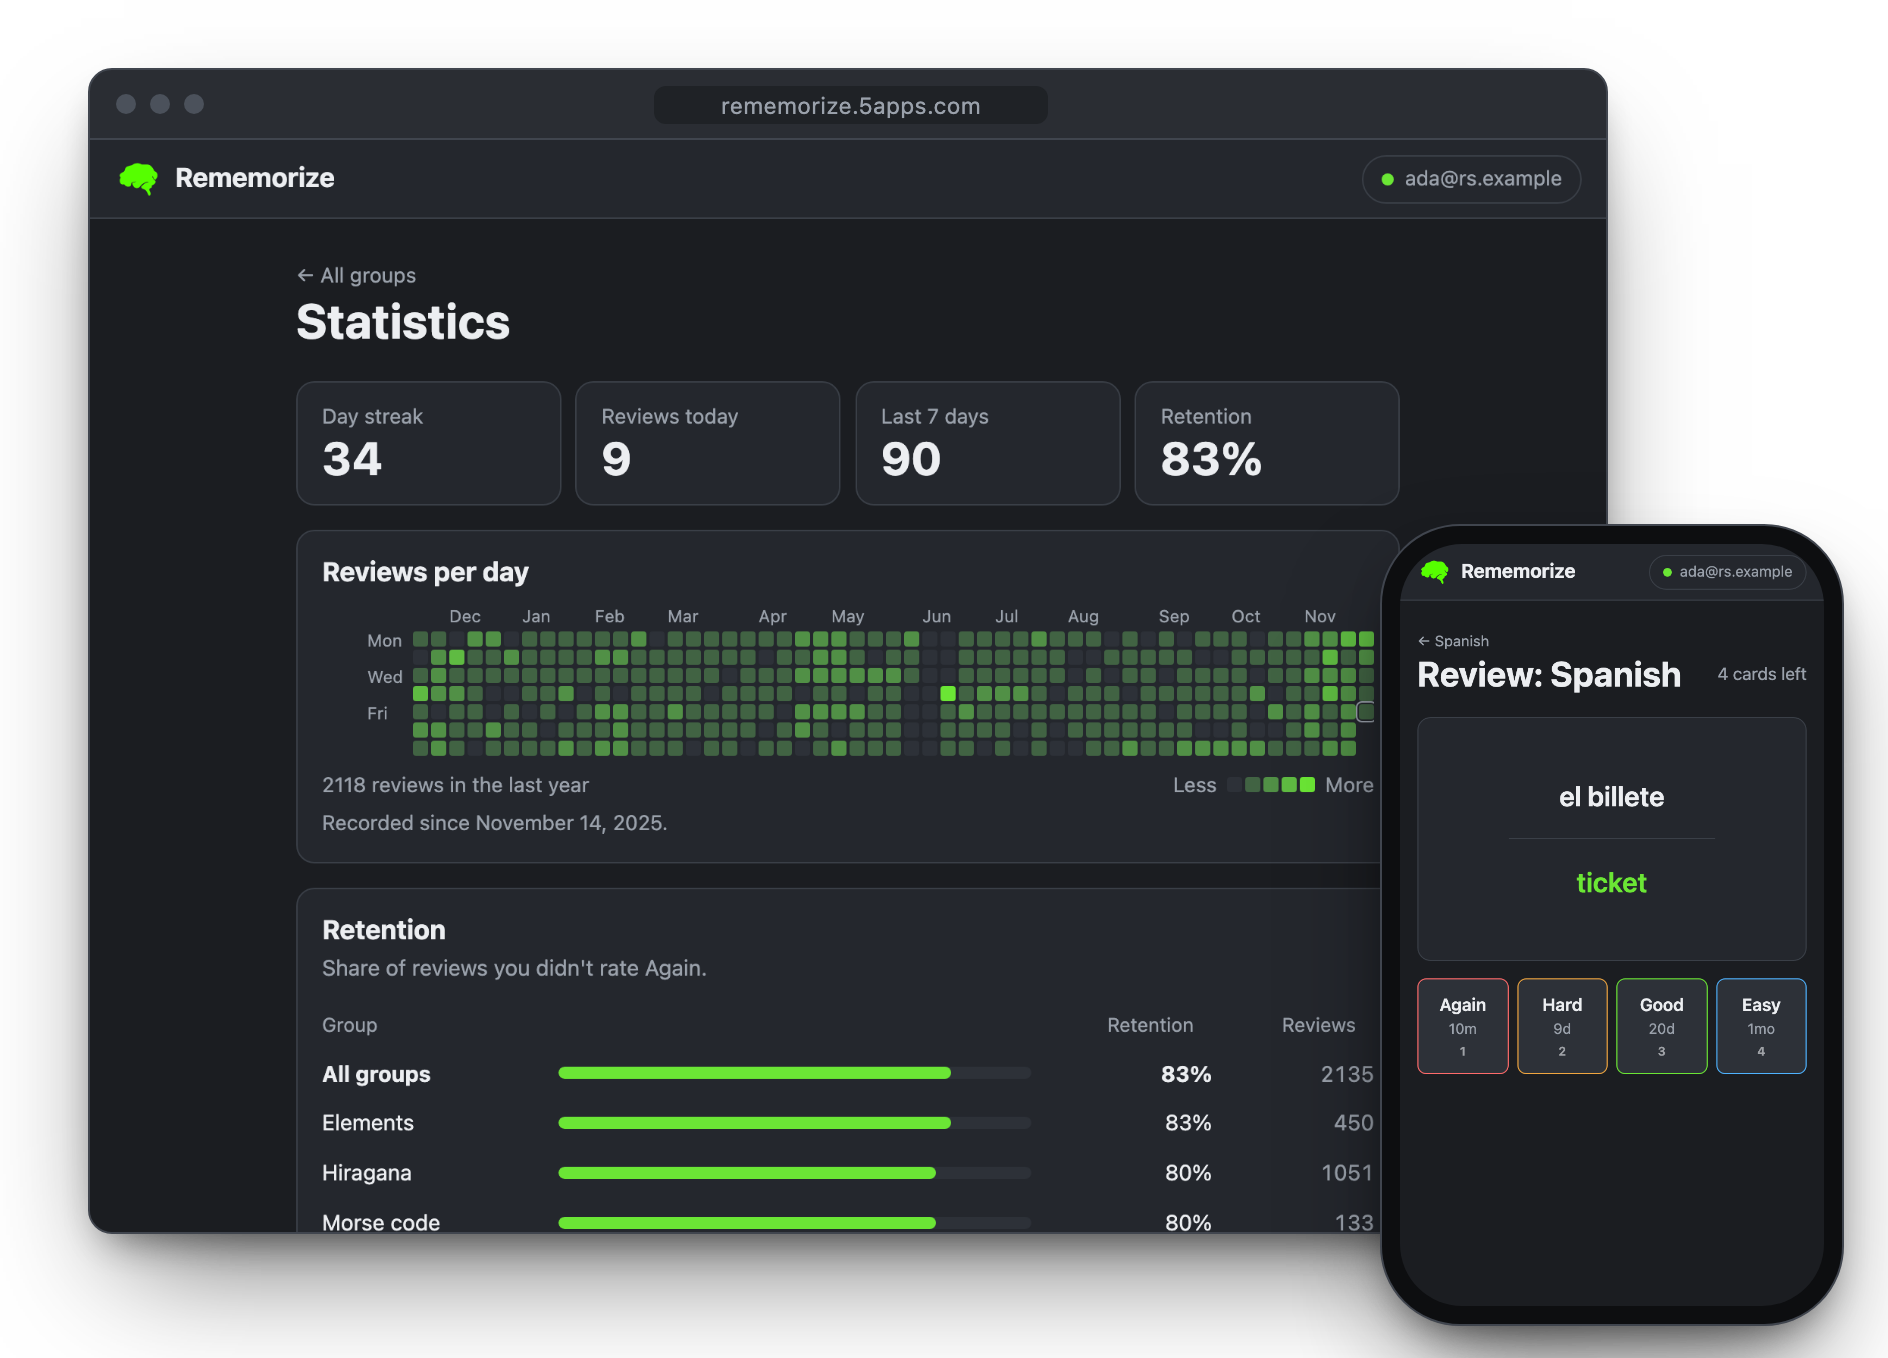 rememorize.5apps.com
Rememorize
ada@rs.example
← All groups
Statistics
Day streak
34
Reviews today
9
Last 7 days
90
Retention
83%
Reviews per day
Dec Jan Feb Mar Apr May Jun Jul Aug Sep Oct Nov
Mon
Wed
Fri
2118 reviews in the last year
Less More
Recorded since November 14, 2025.
Retention
Share of reviews you didn't rate Again.
Group Retention Reviews
All groups 83% 2135
Elements 83% 450
Hiragana 80% 1051
Morse code 80% 133
Rememorize
ada@rs.example
← Spanish
Review: Spanish
4 cards left
el billete
ticket
Again Hard Good Easy
10m 9d 20d 1mo
1 2 3 4